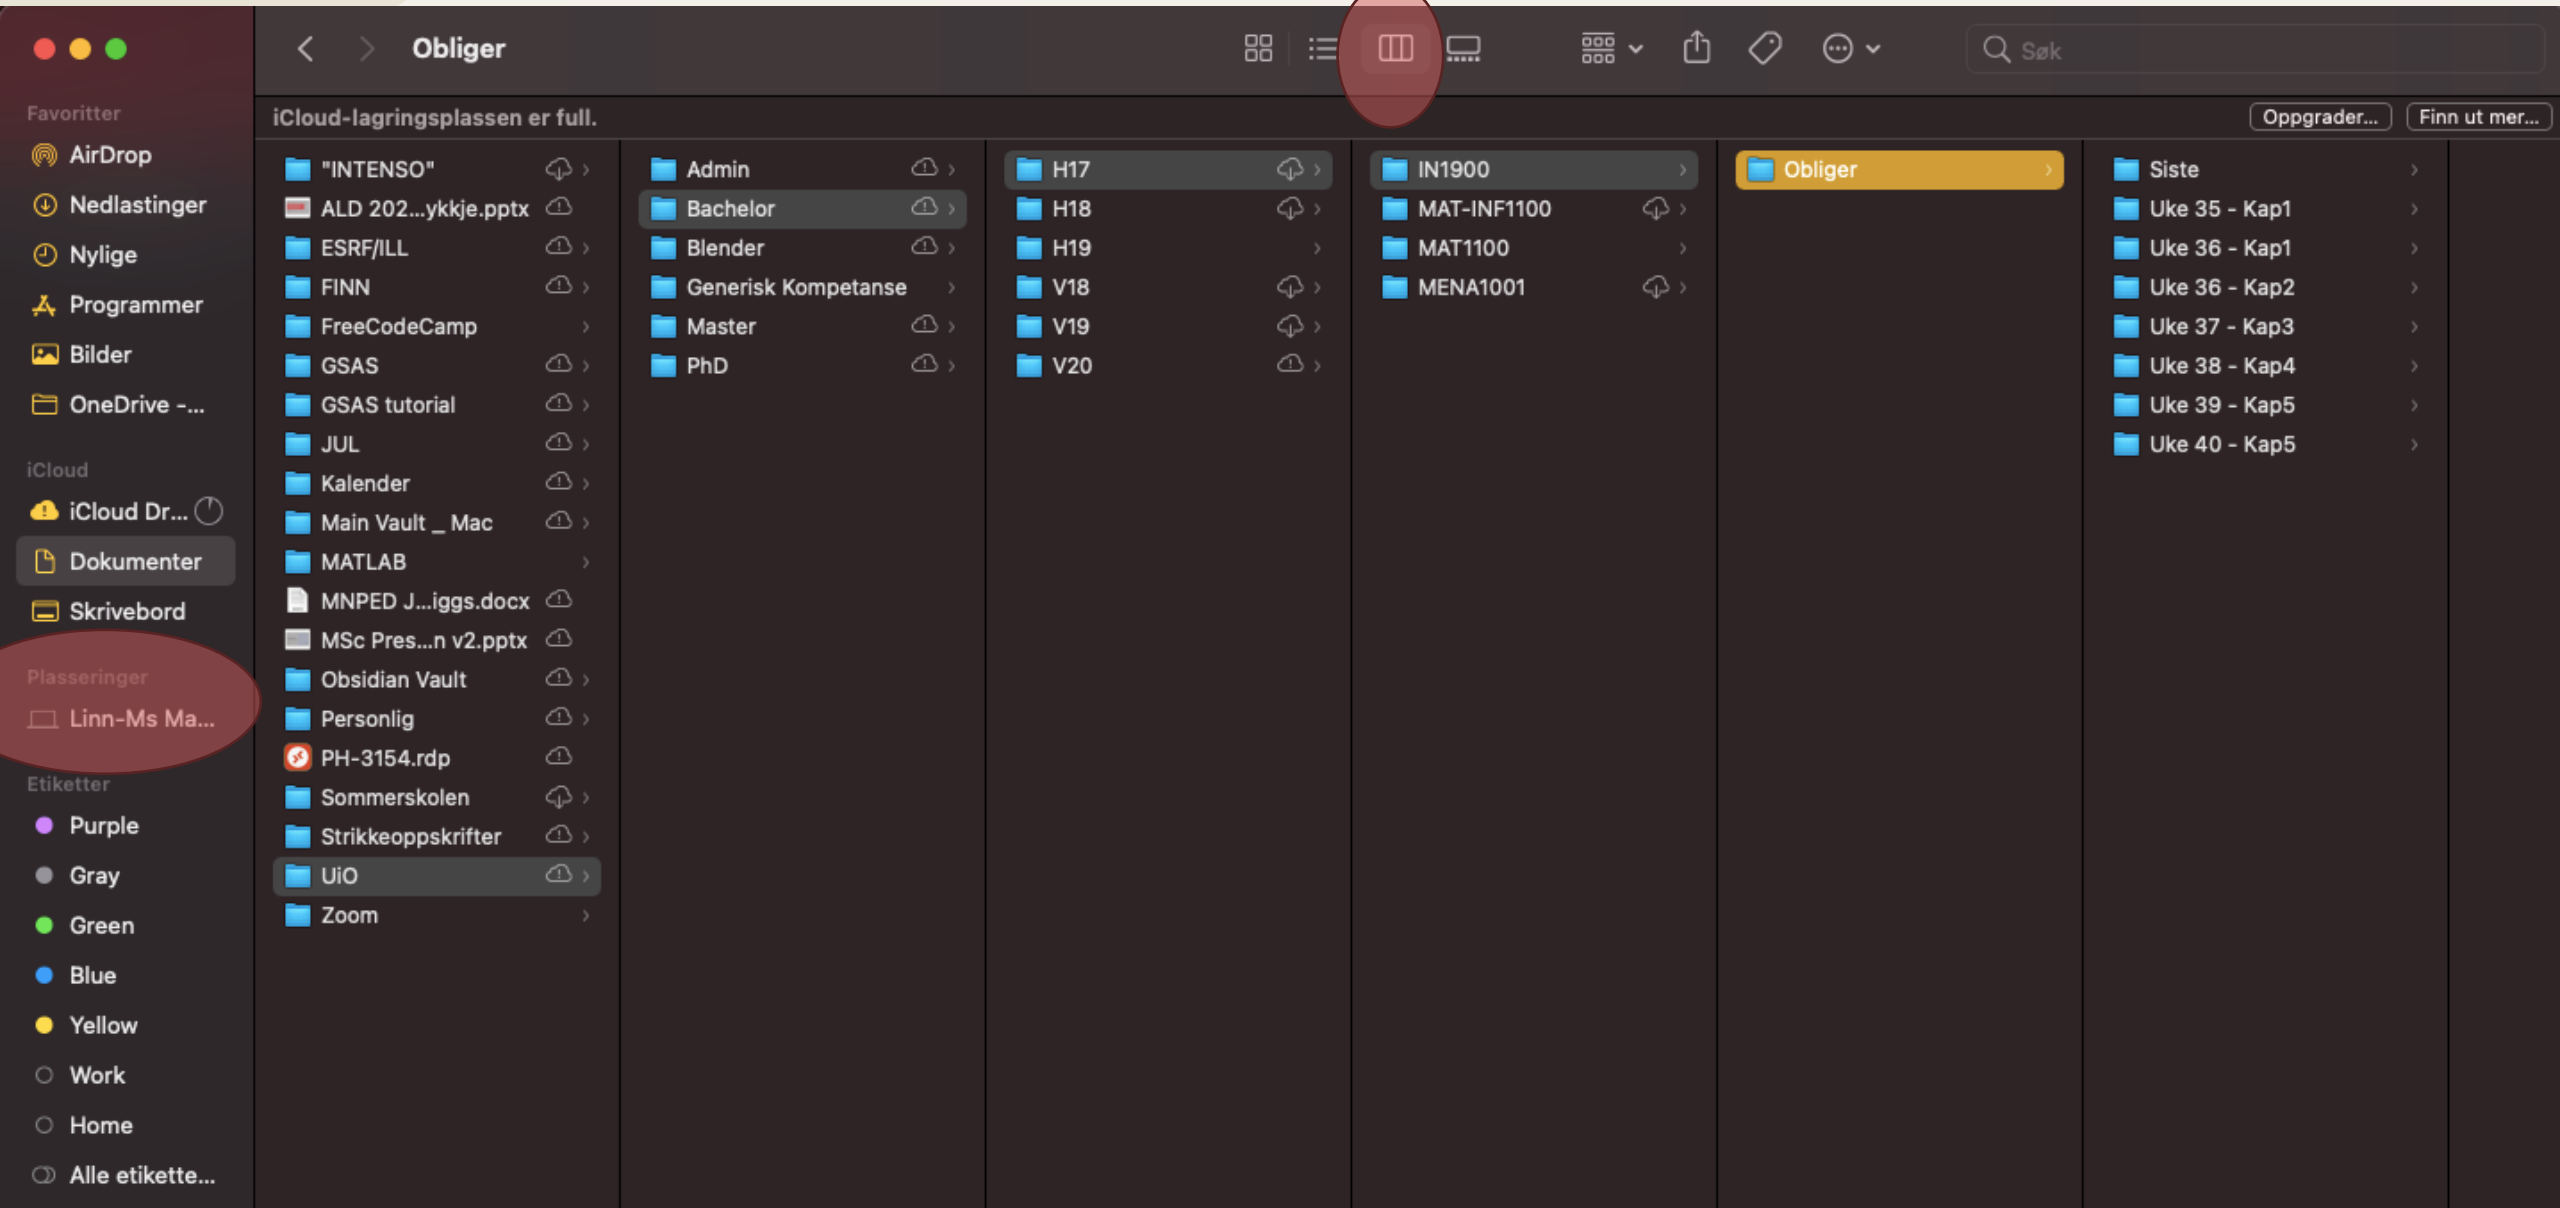 Obliger
Søk
iCloud-lagringsplassen er full.
Oppgrader...
Finn ut mer...
Favoritter
AirDrop
Nedlastinger
Nylige
Programmer
Bilder
OneDrive -...
iCloud
iCloud Dr...
Dokumenter
Skrivebord
Plasseringer
Linn-Ms Ma...
Etiketter
Purple
Gray
Green
Blue
Yellow
Work
Home
Alle etikette...
"INTENSO"
ALD 202...ykkje.pptx
ESRF/ILL
FINN
FreeCodeCamp
GSAS
GSAS tutorial
JUL
Kalender
Main Vault _ Mac
MATLAB
MNPED J...iggs.docx
MSc Pres...n v2.pptx
Obsidian Vault
Personlig
PH-3154.rdp
Sommerskolen
Strikkeoppskrifter
UiO
Zoom
Admin
Bachelor
Blender
Generisk Kompetanse
Master
PhD
H17
H18
H19
V18
V19
V20
IN1900
MAT-INF1100
MAT1100
MENA1001
Obliger
Siste
Uke 35 - Kap1
Uke 36 - Kap1
Uke 36 - Kap2
Uke 37 - Kap3
Uke 38 - Kap4
Uke 39 - Kap5
Uke 40 - Kap5